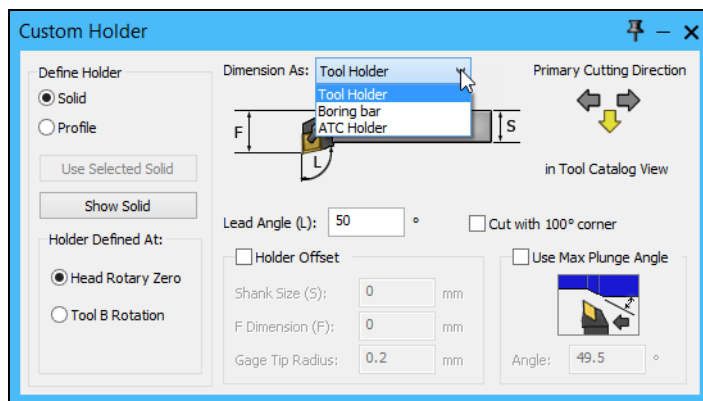 Custom Holder
Define Holder
Solid
Profile
Use Selected Solid
Show Solid
Holder Defined At:
Head Rotary Zero
Tool B Rotation
Dimension As: Tool Holder
Tool Holder
Boring bar
ATC Holder
F
L
S
Primary Cutting Direction
in Tool Catalog View
Lead Angle (L): 50 °
Cut with 100° corner
Holder Offset
Shank Size (S): 0 mm
F Dimension (F): 0 mm
Gage Tip Radius: 0.2 mm
Use Max Plunge Angle
Angle: 49.5 °